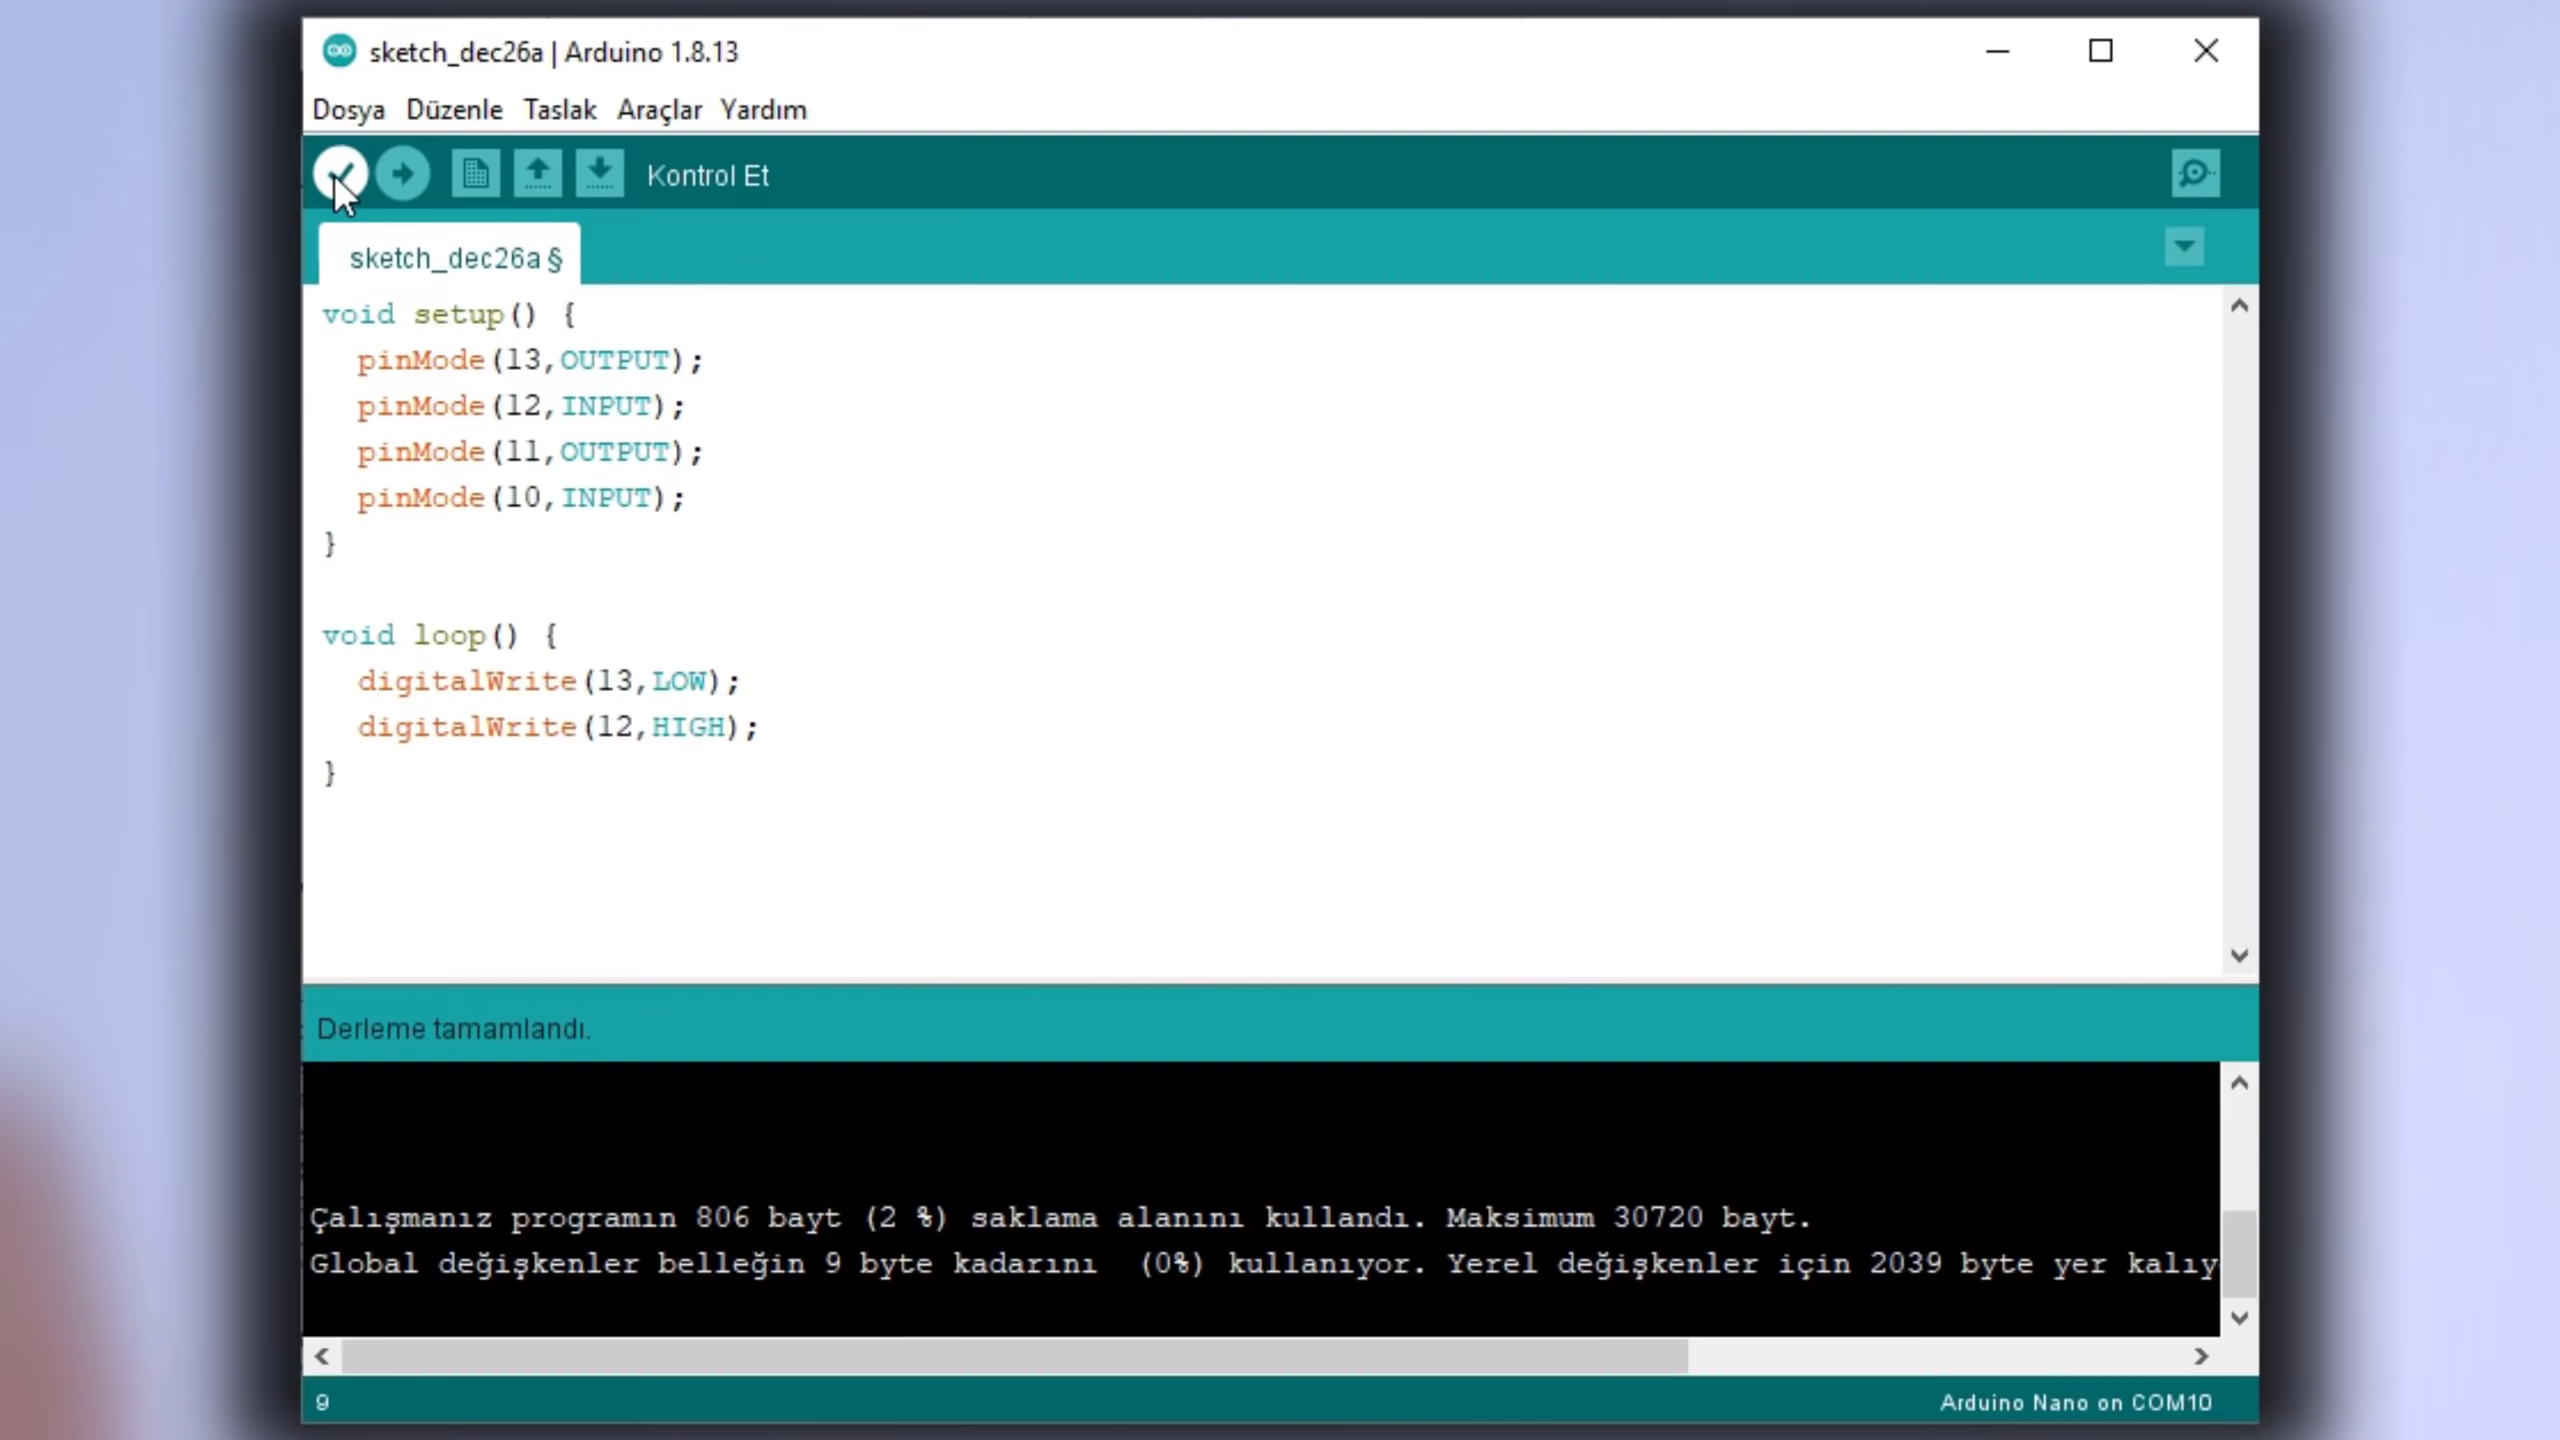 sketch_dec26a | Arduino 1.8.13
Dosya Düzenle Taslak Araçlar Yardım
Kontrol Et
sketch_dec26a §
void setup() {
  pinMode(13,OUTPUT);
  pinMode(12,INPUT);
  pinMode(11,OUTPUT);
  pinMode(10,INPUT);
}
void loop() {
  digitalWrite(13,LOW);
  digitalWrite(12,HIGH);
}
Derleme tamamlandı.
Çalışmanız programın 806 bayt (2 %) saklama alanını kullandı. Maksimum 30720 bayt.
Global değişkenler belleğin 9 byte kadarını  (0%) kullanıyor. Yerel değişkenler için 2039 byte yer kalıy
9
Arduino Nano on COM10